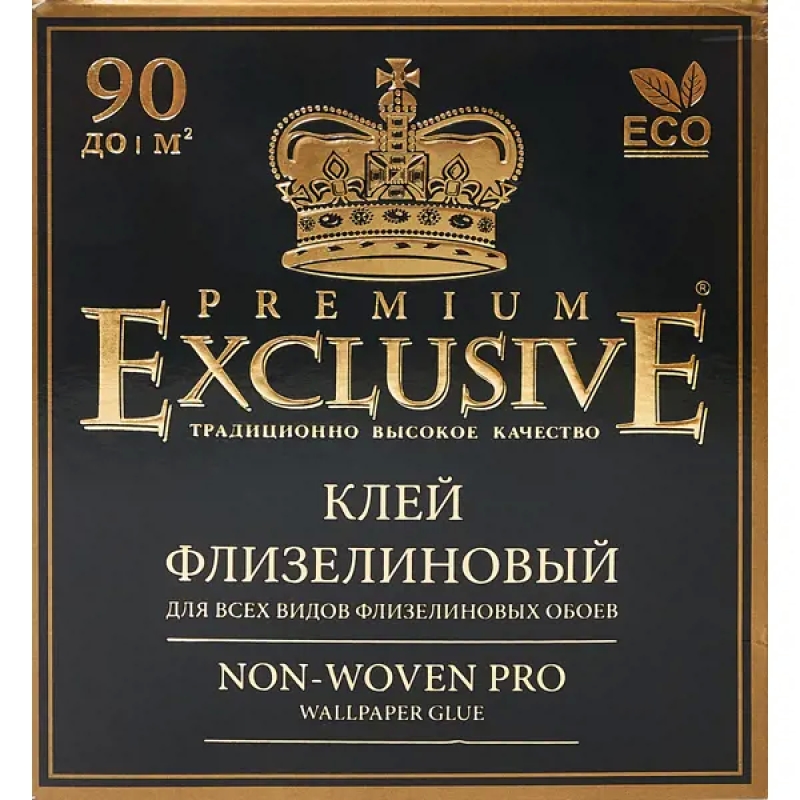 90
ДО | М²
ECO
PREMIUM
EXCLUSIVE®
ТРАДИЦИОННО ВЫСОКОЕ КАЧЕСТВО
КЛЕЙ
ФЛИЗЕЛИНОВЫЙ
ДЛЯ ВСЕХ ВИДОВ ФЛИЗЕЛИНОВЫХ ОБОЕВ
NON-WOVEN PRO
WALLPAPER GLUE